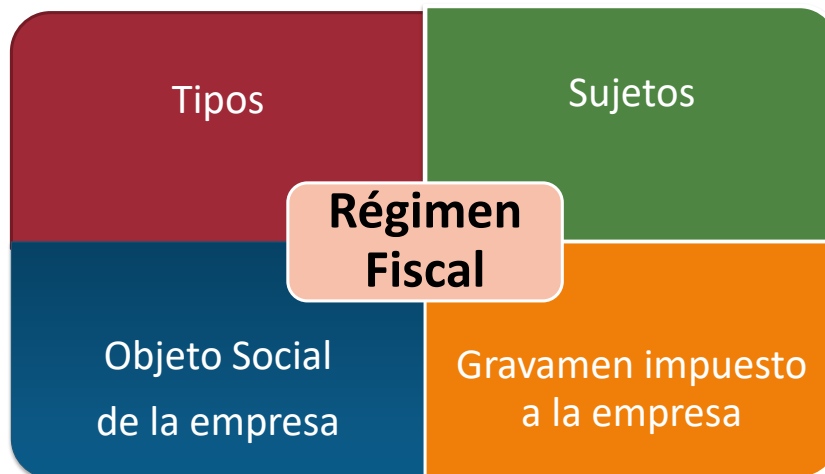 Tipos
Sujetos
Régimen
Fiscal
Objeto Social
de la empresa
Gravamen impuesto
a la empresa